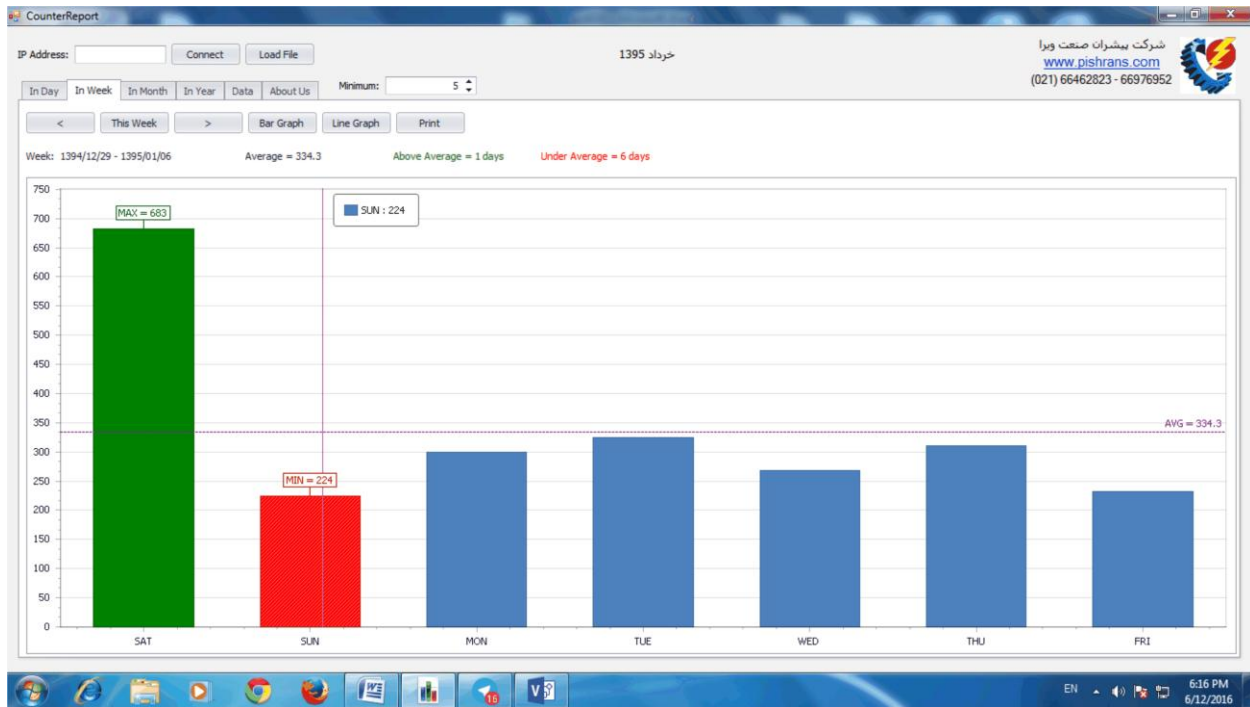 CounterReport
IP Address: Connect Load File
خرداد 1395
شرکت پیشران صنعت ویرا
www.pishrans.com
(021) 66462823 - 66976952
In Day In Week In Month In Year Data About Us Minimum: 5
< This Week > Bar Graph Line Graph Print
Week: 1394/12/29 - 1395/01/06 Average = 334.3 Above Average = 1 days Under Average = 6 days
750
700
650
600
550
500
450
400
350
300
250
200
150
100
50
0
MAX = 683
SUN : 224
AVG = 334.3
MIN = 224
SAT SUN MON TUE WED THU FRI
16
EN
6:16 PM
6/12/2016